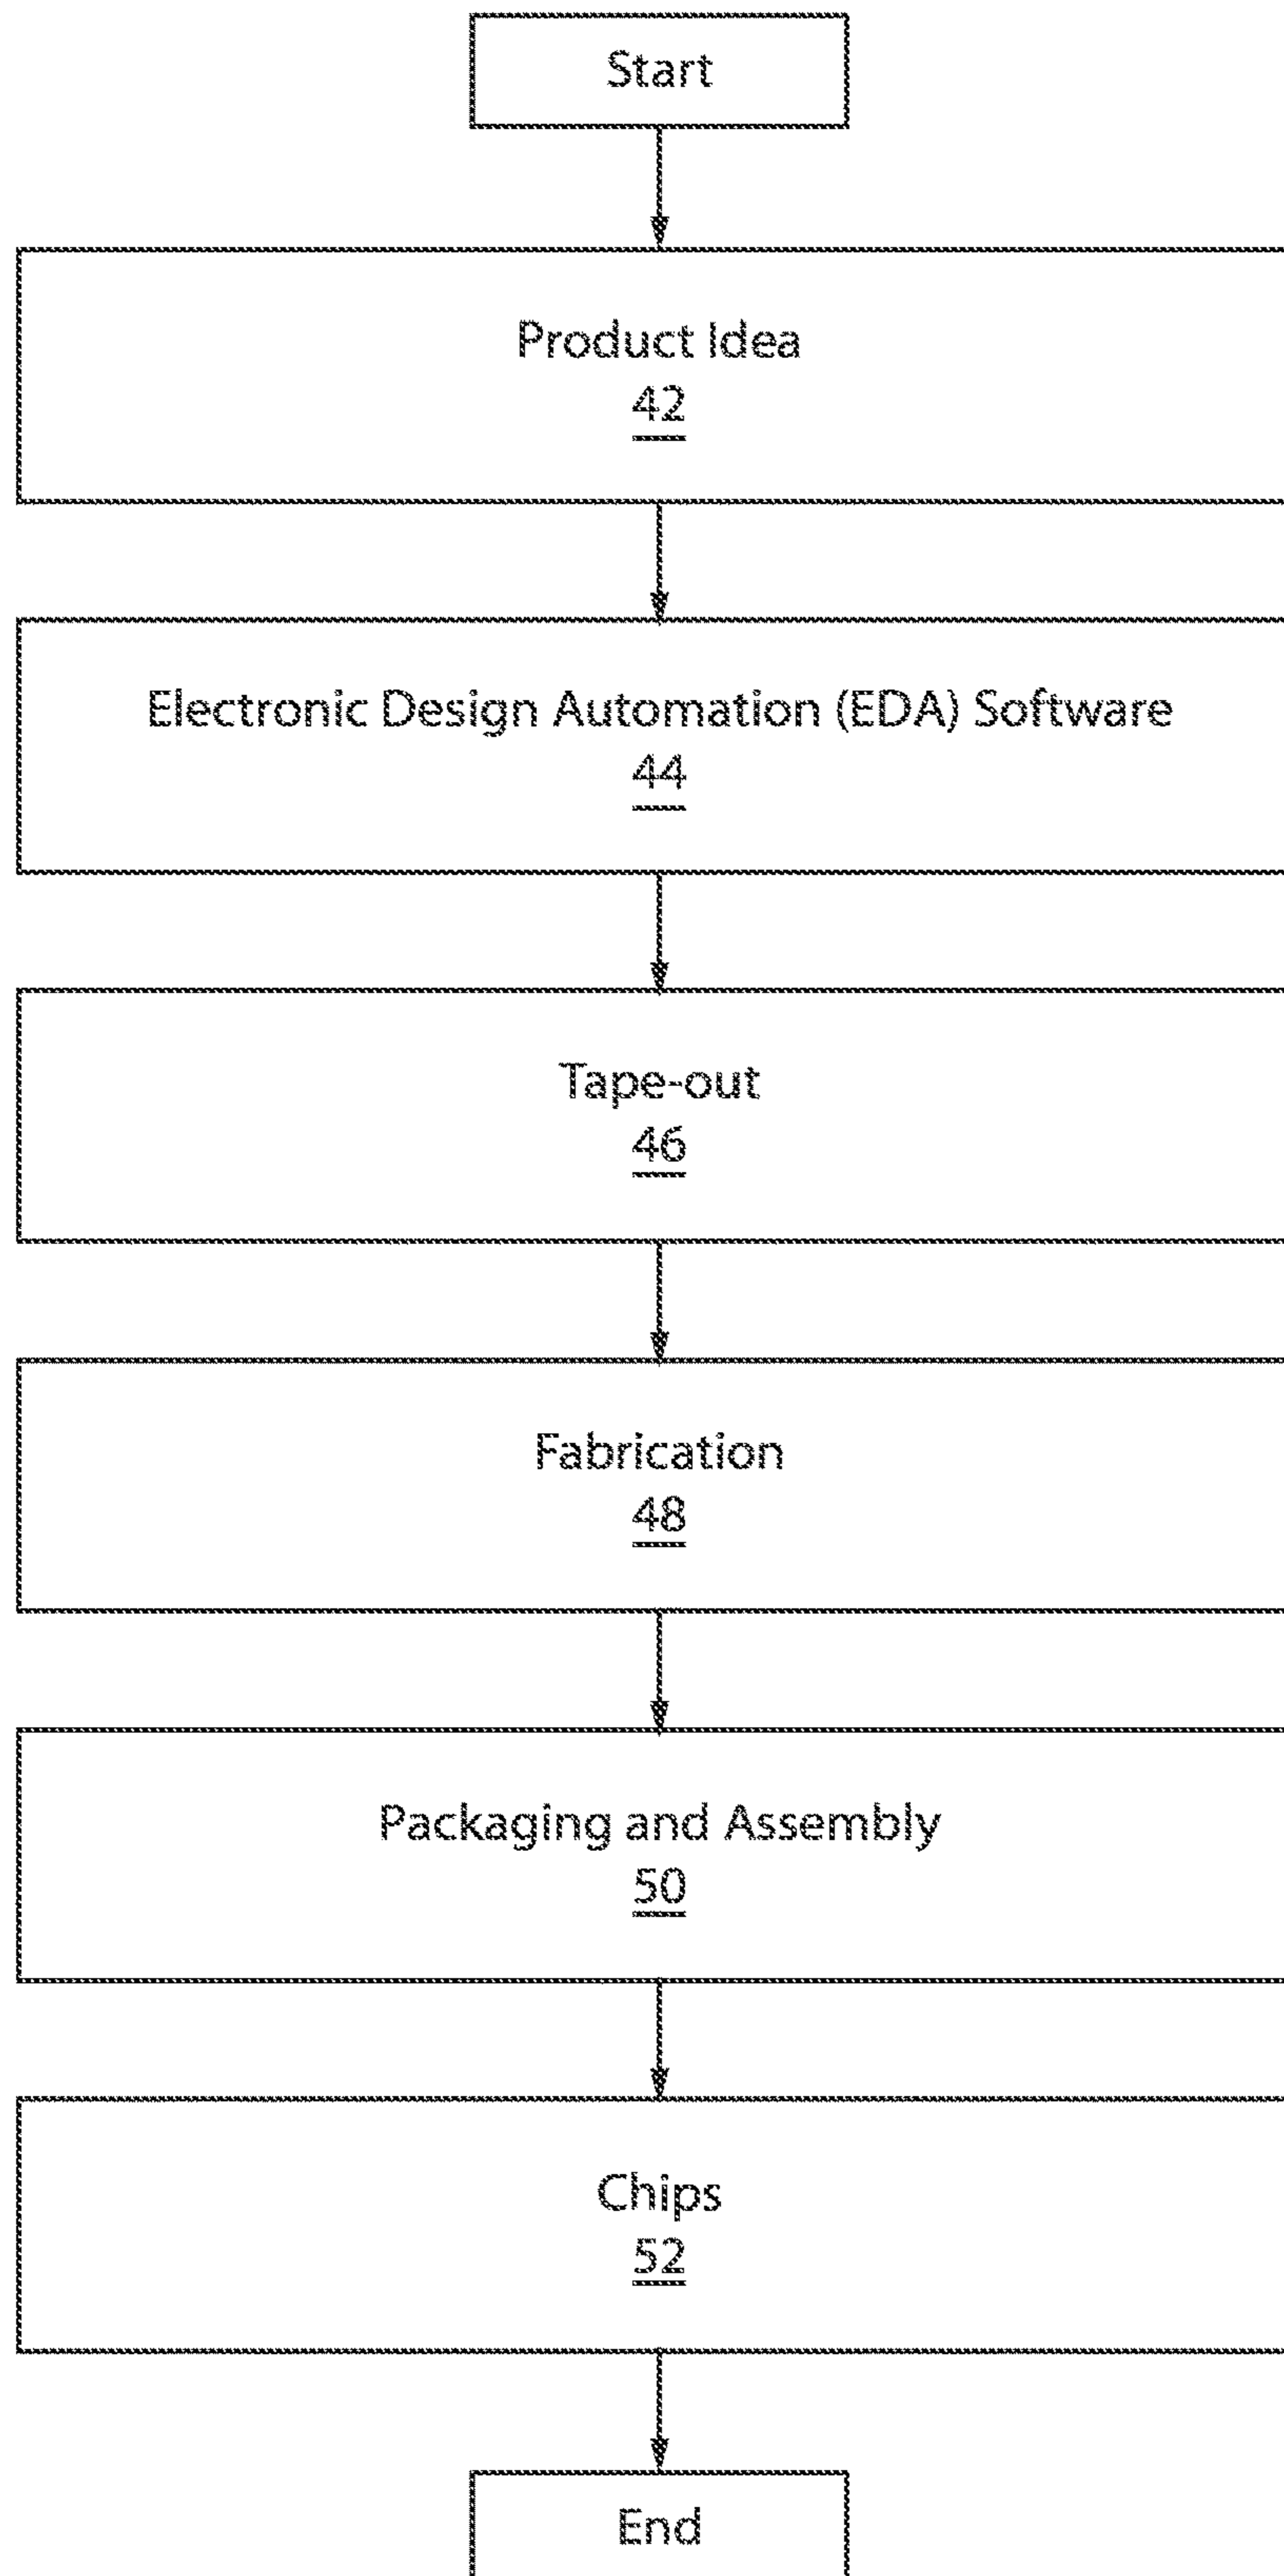 Start
Product Idea
42
Electronic Design Automation (EDA) Software
44
Tape-out
46
Fabrication
48
Packaging and Assembly
50
Chips
52
End